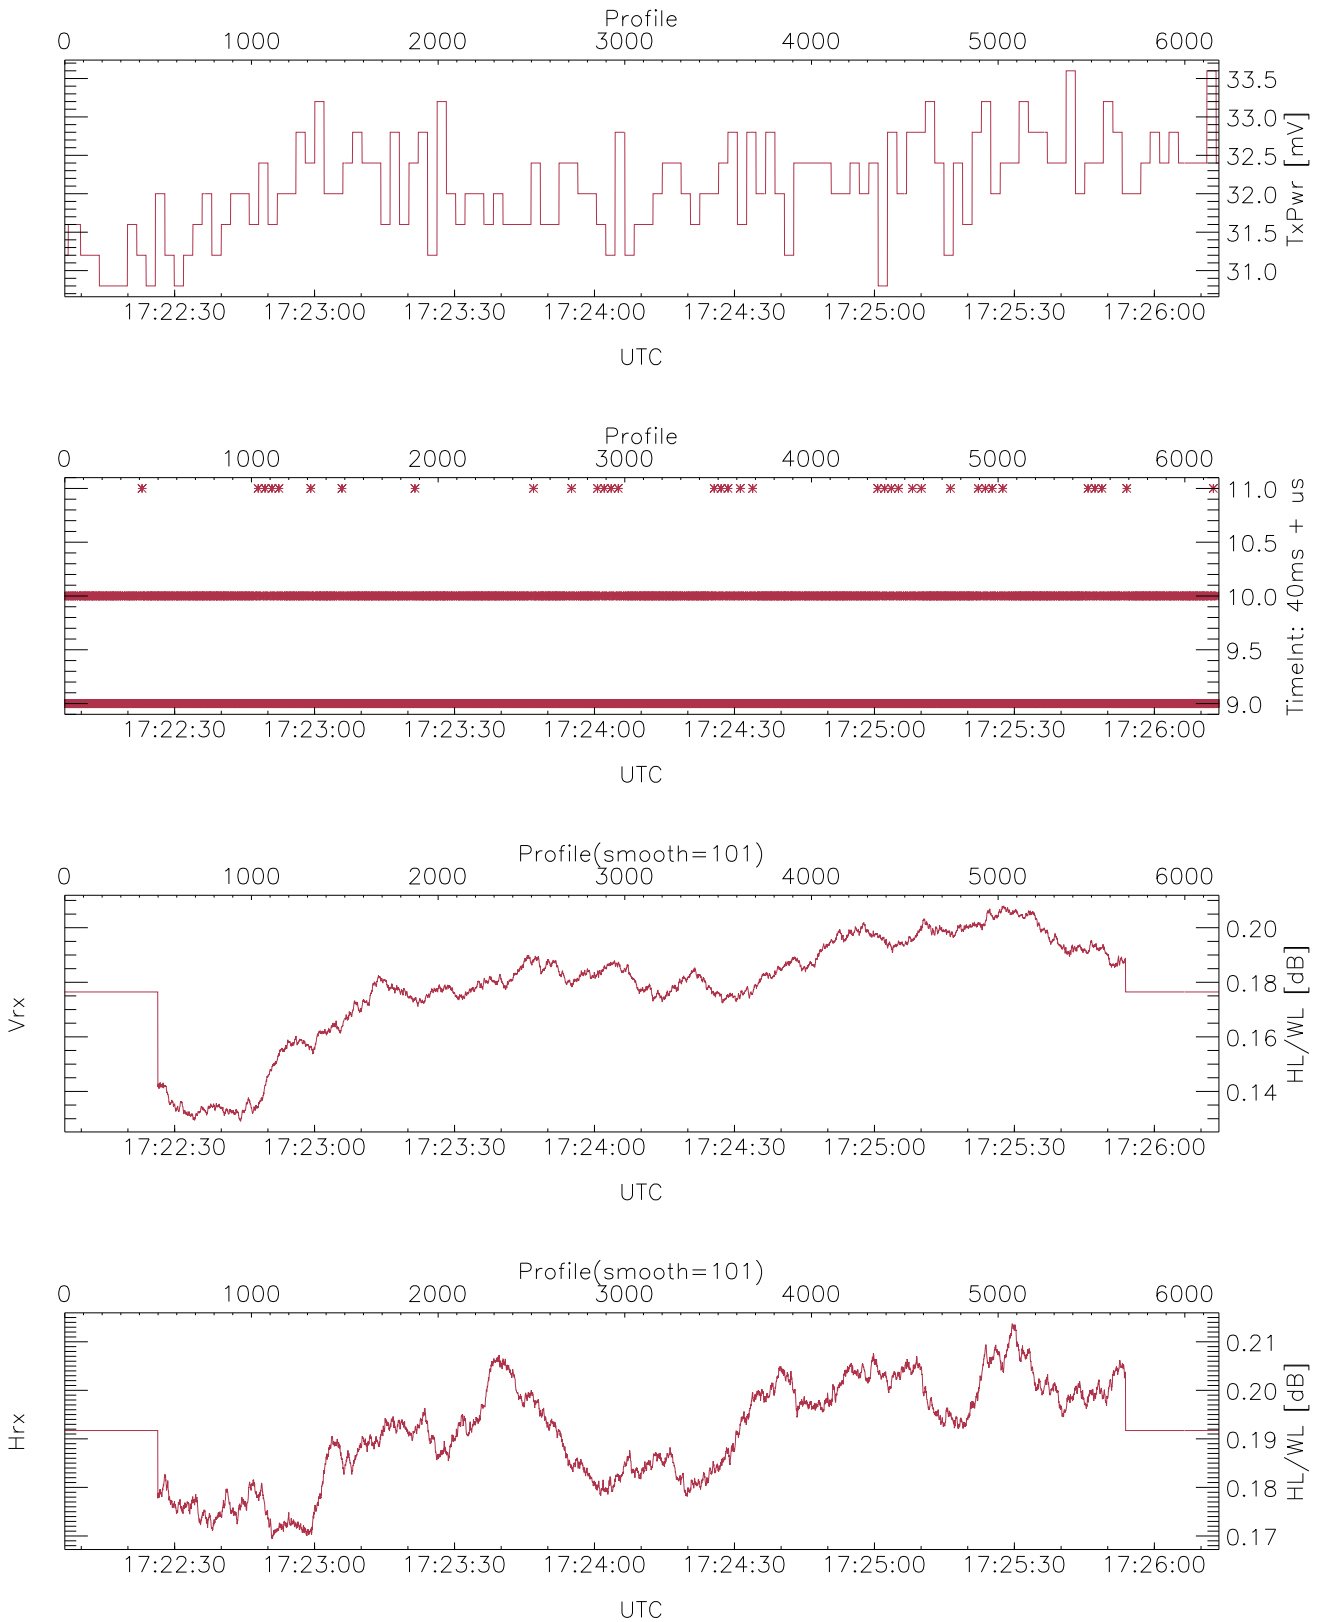 Profile
0 1000 2000 3000 4000 5000 6000
33.5
33.0
32.5
32.0
31.5
31.0
TxPwr [mV]
17:22:30 17:23:00 17:23:30 17:24:00 17:24:30 17:25:00 17:25:30 17:26:00
UTC
Profile
0 1000 2000 3000 4000 5000 6000
11.0
10.5
10.0
9.5
9.0
TimeInt: 40ms + us
17:22:30 17:23:00 17:23:30 17:24:00 17:24:30 17:25:00 17:25:30 17:26:00
UTC
Profile(smooth=101)
0 1000 2000 3000 4000 5000 6000
Vrx
0.20
0.18
0.16
0.14
HL/WL [dB]
17:22:30 17:23:00 17:23:30 17:24:00 17:24:30 17:25:00 17:25:30 17:26:00
UTC
Profile(smooth=101)
0 1000 2000 3000 4000 5000 6000
Hrx
0.21
0.20
0.19
0.18
0.17
HL/WL [dB]
17:22:30 17:23:00 17:23:30 17:24:00 17:24:30 17:25:00 17:25:30 17:26:00
UTC